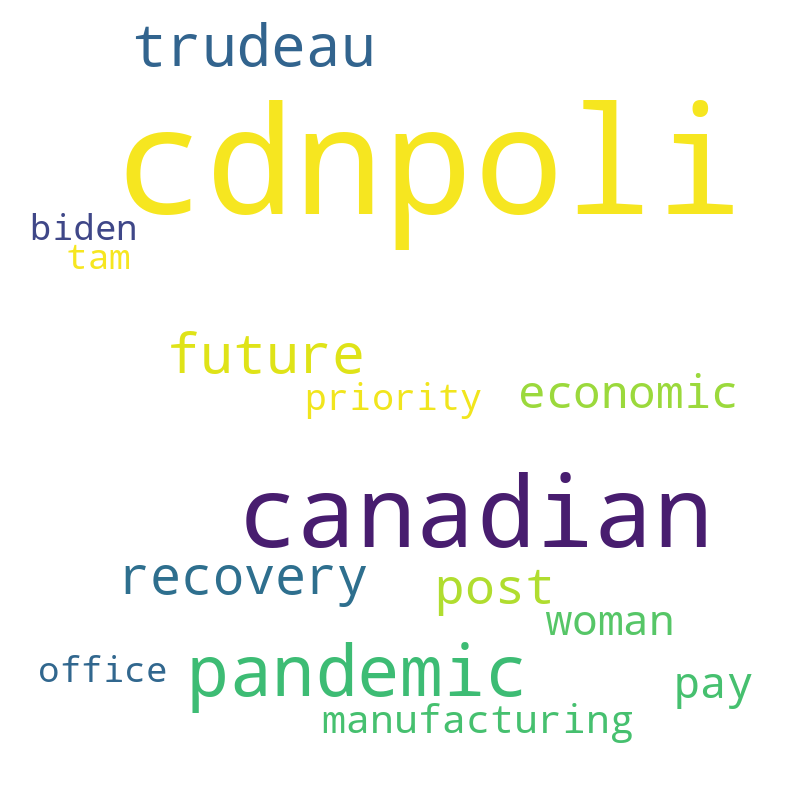 trudeau
cdnpoli
biden
tam
future
priority economic
canadian
recovery post
woman
office pandemic pay
manufacturing